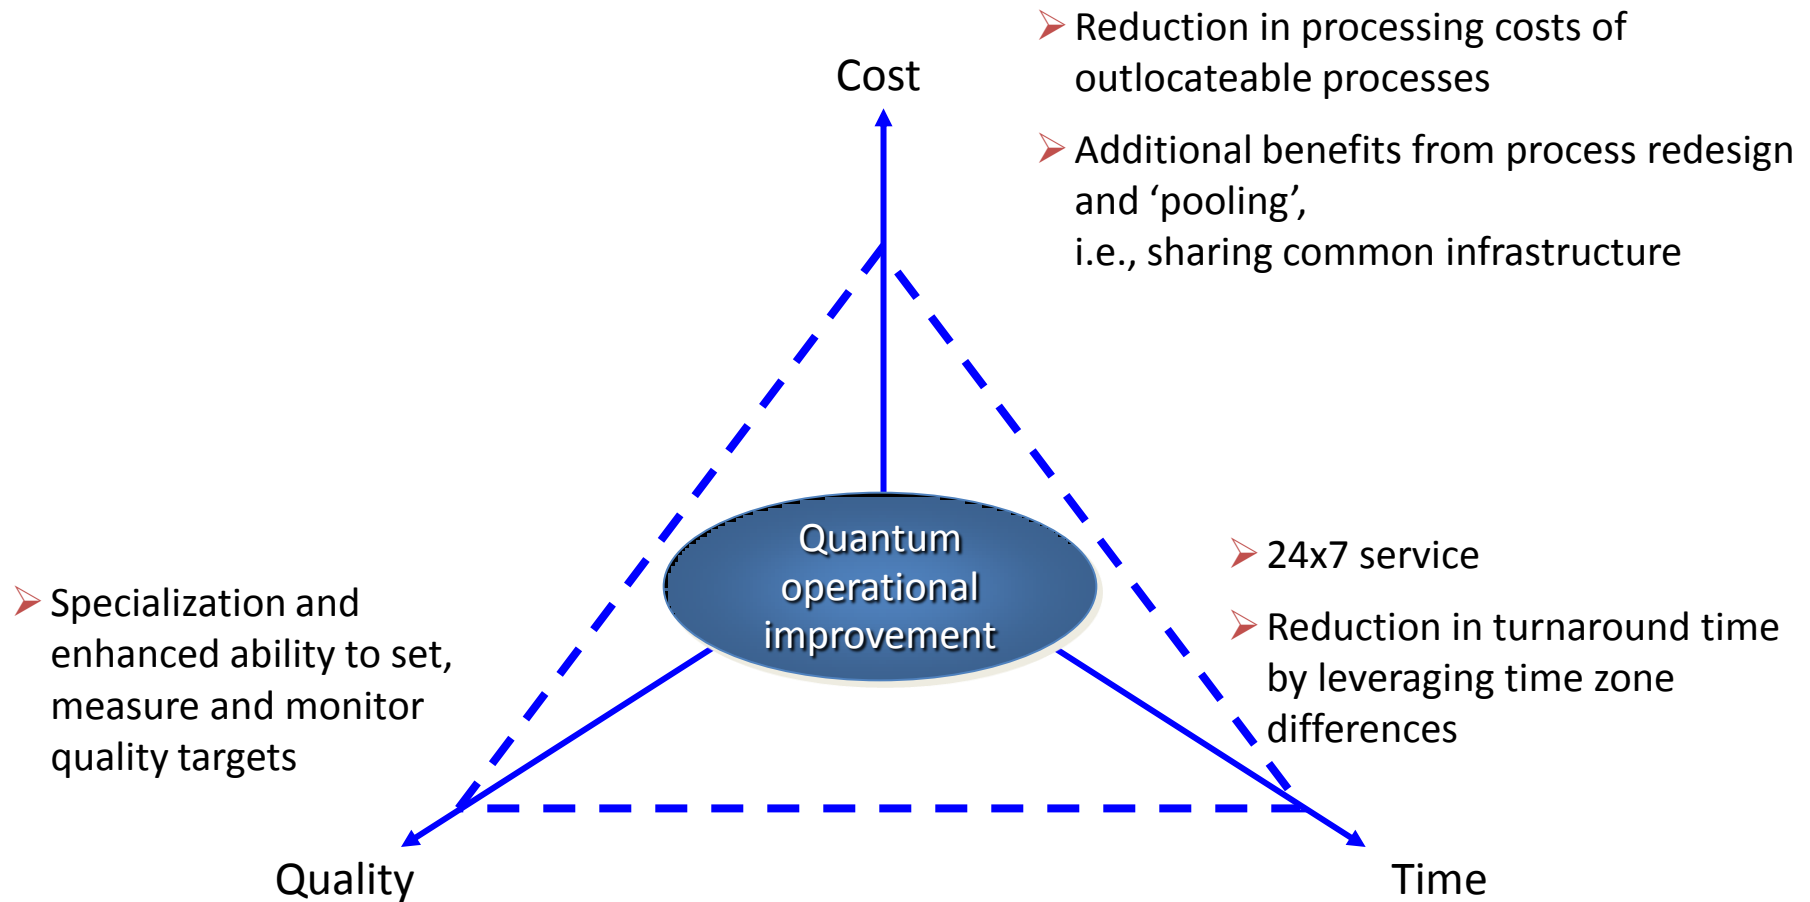 Cost
Reduction in processing costs of
outlocateable processes
Additional benefits from process redesign
and ‘pooling’,
i.e., sharing common infrastructure
Quantum
operational
improvement
Specialization and
enhanced ability to set,
measure and monitor
quality targets
24x7 service
Reduction in turnaround time
by leveraging time zone
differences
Quality
Time